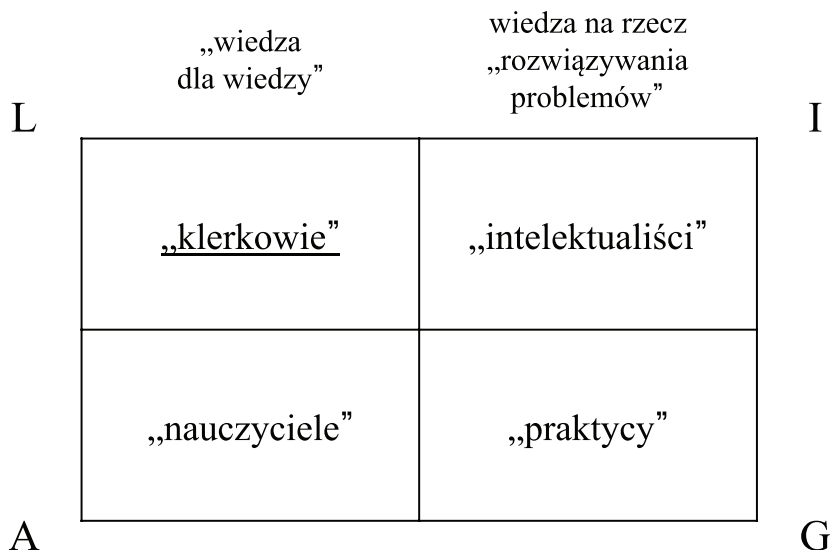 „wiedza
dla wiedzy”
wiedza na rzecz
„rozwiązywania
problemów”
L
I
„klerkowie”
„intelektualiści”
„nauczyciele”
„praktycy”
A
G